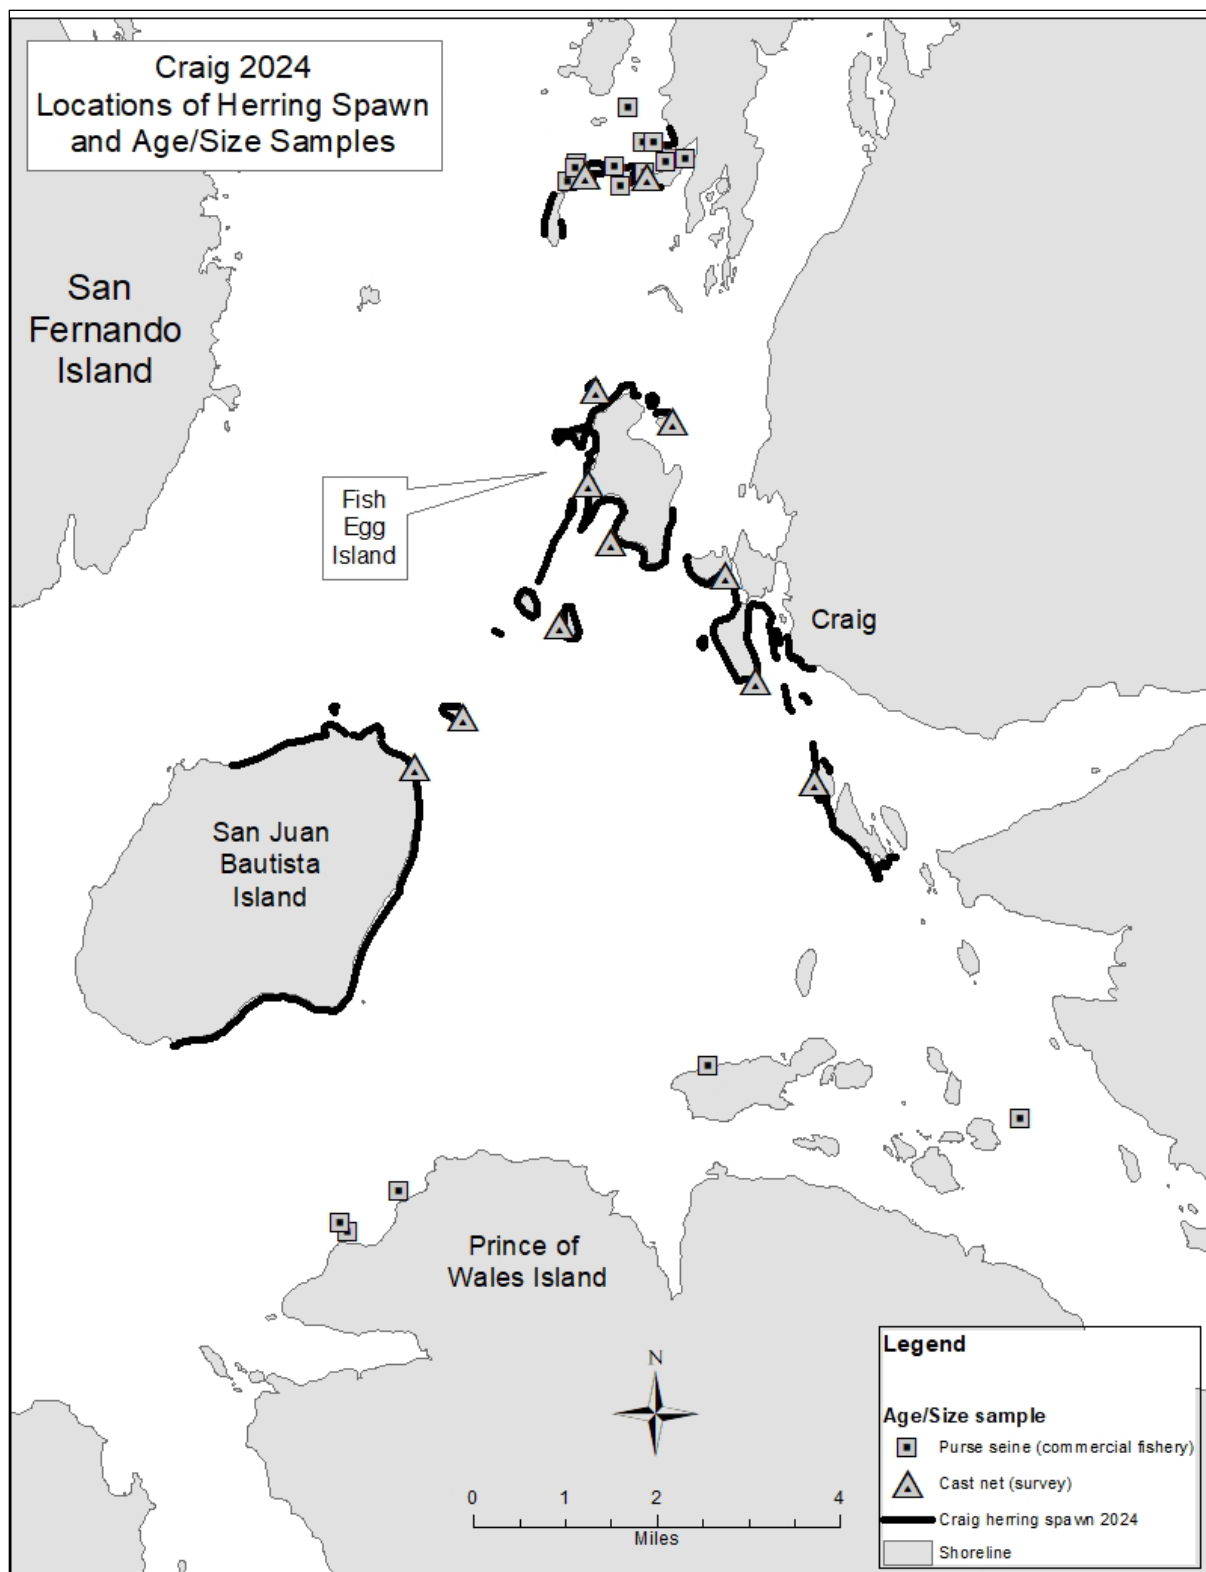 Craig 2024
Locations of Herring Spawn
and Age/Size Samples
San
Fernando
Island
Fish
Egg
Island
Craig
San Juan
Bautista
Island
Prince of
Wales Island
N
0 1 2 4
Miles
Legend
Age/Size sample
Purse seine (commercial fishery)
Cast net (survey)
Craig herring spawn 2024
Shoreline